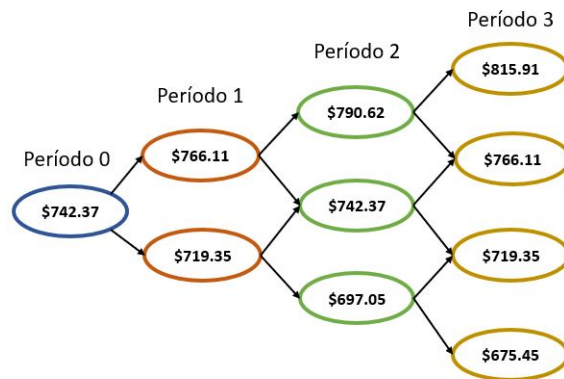 Período 0
$742.37
Período 1
$766.11
$719.35
Período 2
$790.62
$742.37
$697.05
Período 3
$815.91
$766.11
$719.35
$675.45